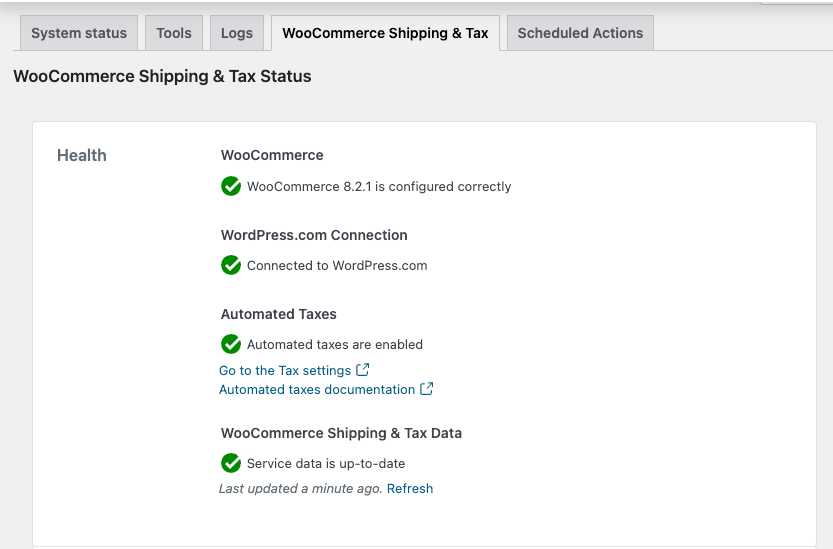 System status Tools Logs WooCommerce Shipping & Tax Scheduled Actions
WooCommerce Shipping & Tax Status
Health
WooCommerce
WooCommerce 8.2.1 is configured correctly
WordPress.com Connection
Connected to WordPress.com
Automated Taxes
Automated taxes are enabled
Go to the Tax settings
Automated taxes documentation
WooCommerce Shipping & Tax Data
Service data is up-to-date
Last updated a minute ago. Refresh